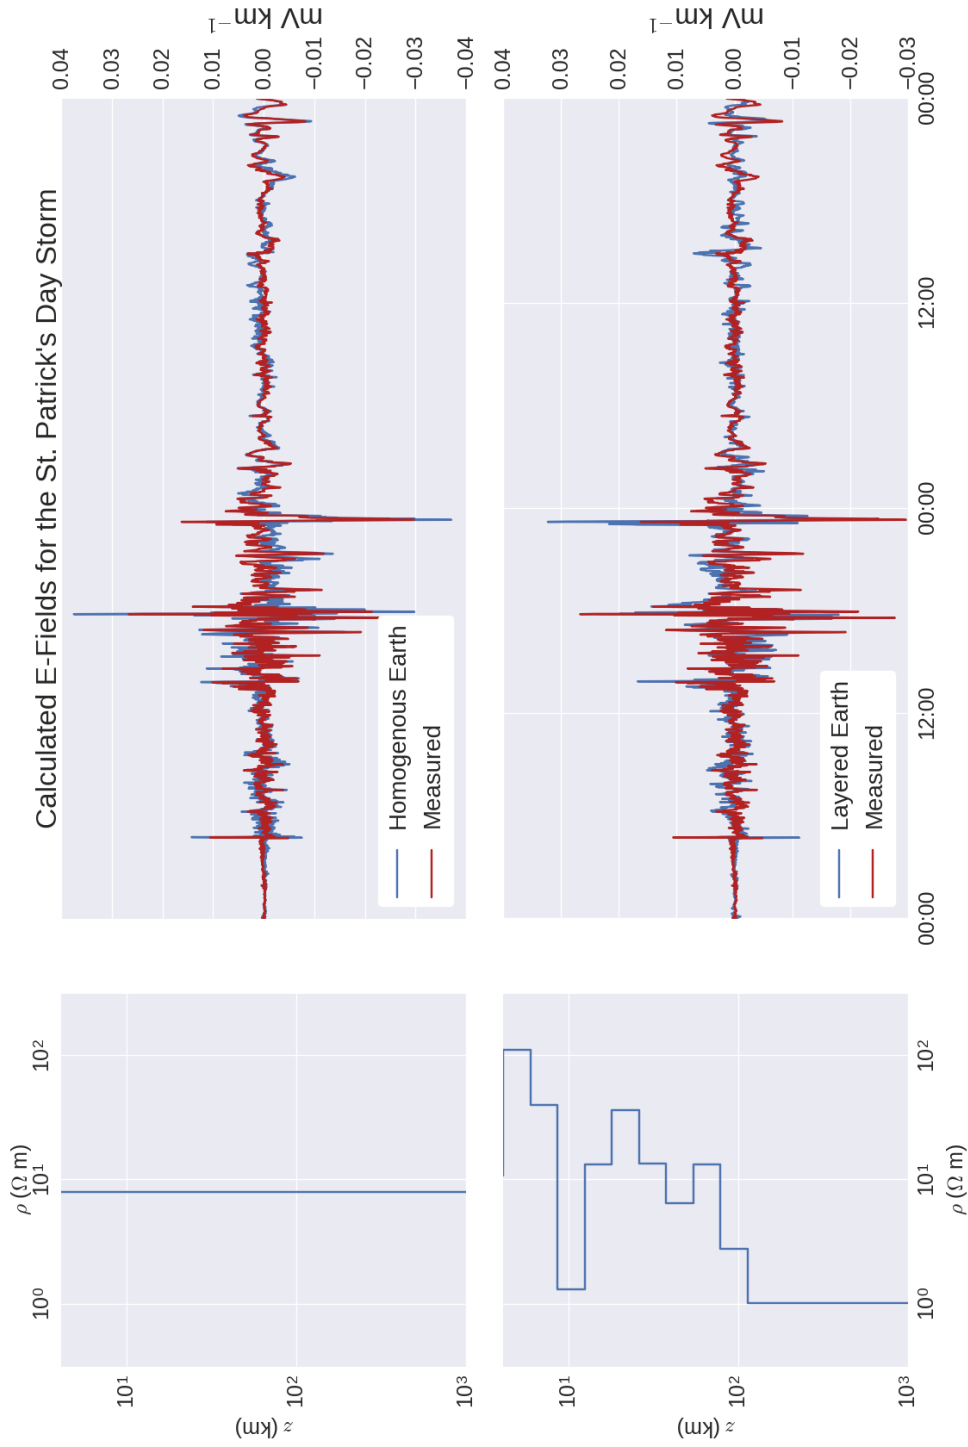 Calculated E-Fields for the St. Patrick's Day Storm
ρ (Ω m)
10⁰ 10¹ 10²
z (km)
10¹
10²
10³
0.04
0.03
0.02
0.01
0.00
−0.01
−0.02
−0.03
−0.04
mV km⁻¹
Homogenous Earth
Measured
z (km)
10¹
10²
10³
10⁰ 10¹ 10²
ρ (Ω m)
0.04
0.03
0.02
0.01
0.00
−0.01
−0.02
−0.03
mV km⁻¹
Layered Earth
Measured
00:00 12:00 00:00 12:00 00:00